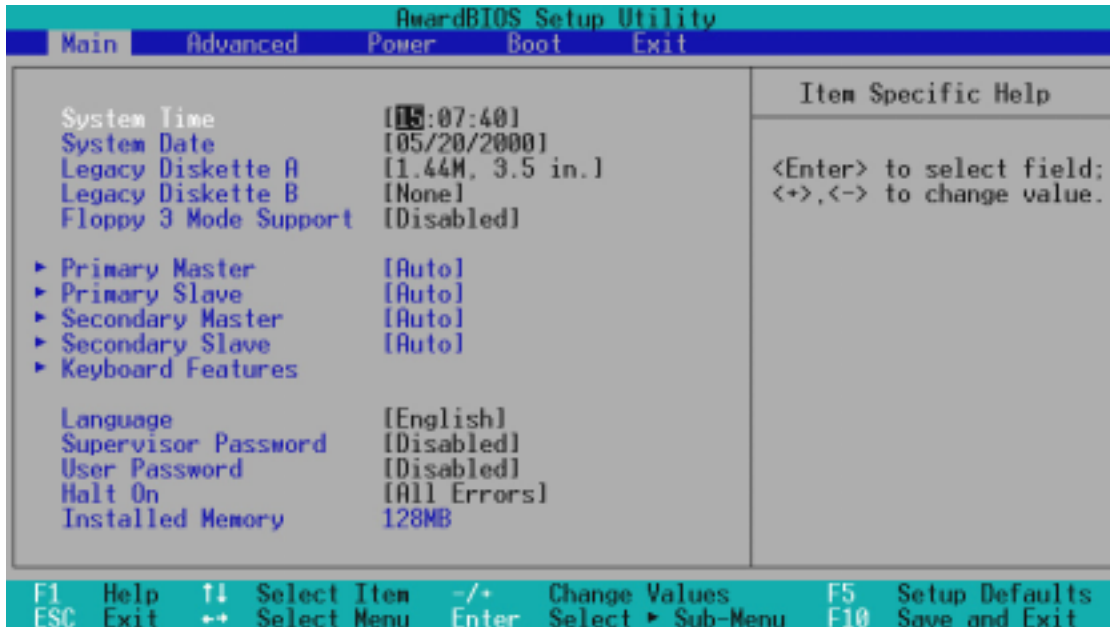 AwardBIOS Setup Utility
Main Advanced Power Boot Exit
Item Specific Help
System Time [15:07:40]
System Date [05/20/2000]
Legacy Diskette A [1.44M, 3.5 in.]
Legacy Diskette B [None]
Floppy 3 Mode Support [Disabled]
<Enter> to select field;
<+>,<-> to change value.
▸ Primary Master [Auto]
▸ Primary Slave [Auto]
▸ Secondary Master [Auto]
▸ Secondary Slave [Auto]
▸ Keyboard Features
Language [English]
Supervisor Password [Disabled]
User Password [Disabled]
Halt On [All Errors]
Installed Memory 128MB
F1 Help ↑↓ Select Item -/+ Change Values F5 Setup Defaults
ESC Exit ←→ Select Menu Enter Select ▸ Sub-Menu F10 Save and Exit